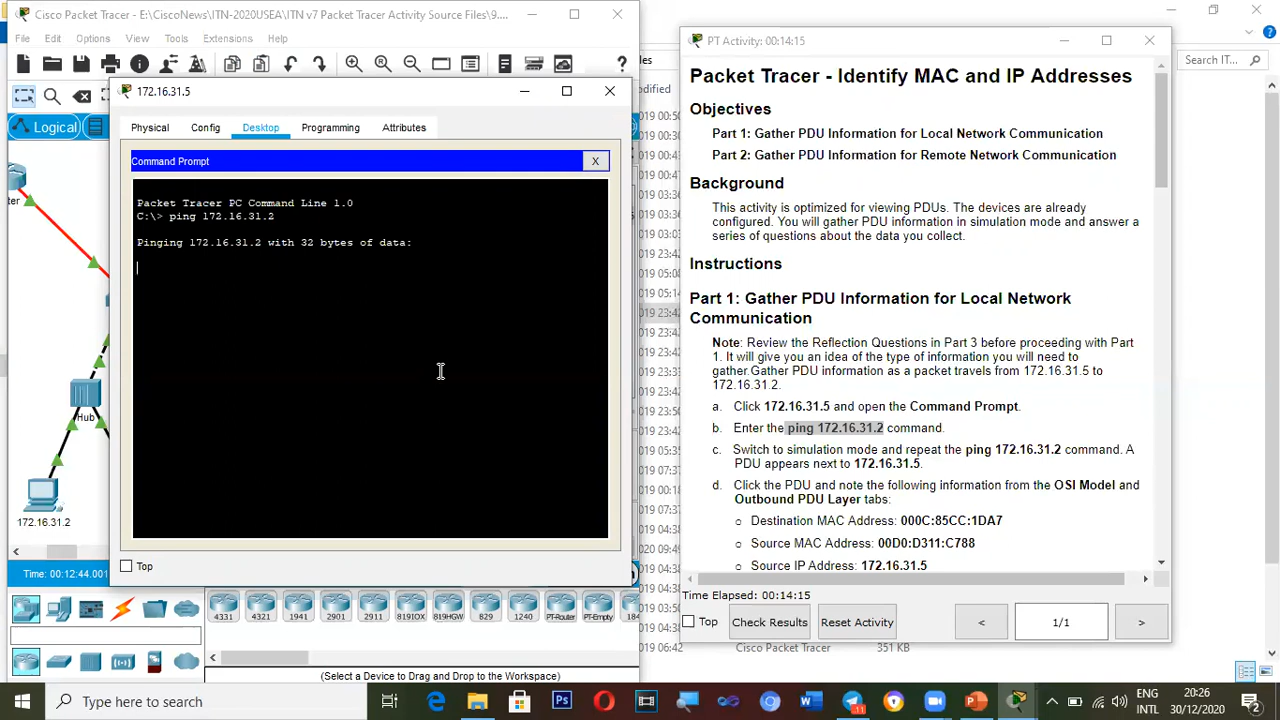 Cisco Packet Tracer - E:\CiscoNews\ITN-2020USEA\ITN v7 Packet Tracer Activity Source Files\9....
File Edit Options View Tools Extensions Help
Logical
172.16.31.5
Physical Config Desktop Programming Attributes
Command Prompt X
Packet Tracer PC Command Line 1.0
C:\> ping 172.16.31.2
Pinging 172.16.31.2 with 32 bytes of data:
Top
Hub
172.16.31.2
Time: 12:44.001
4331 4321 1941 2901 2911 819IOX 819HGW 829 1240 PT-Router PT-Empty
(Select a Device to Drag and Drop to the Workspace)
PT Activity: 00:14:15
Packet Tracer - Identify MAC and IP Addresses
Objectives
Part 1: Gather PDU Information for Local Network Communication
Part 2: Gather PDU Information for Remote Network Communication
Background
This activity is optimized for viewing PDUs. The devices are already
configured. You will gather PDU information in simulation mode and answer a
series of questions about the data you collect.
Instructions
Part 1: Gather PDU Information for Local Network
Communication
Note: Review the Reflection Questions in Part 3 before proceeding with Part
1. It will give you an idea of the type of information you will need to
gather.Gather PDU information as a packet travels from 172.16.31.5 to
172.16.31.2.
a. Click 172.16.31.5 and open the Command Prompt.
b. Enter the ping 172.16.31.2 command.
c. Switch to simulation mode and repeat the ping 172.16.31.2 command. A
PDU appears next to 172.16.31.5.
d. Click the PDU and note the following information from the OSI Model and
Outbound PDU Layer tabs:
o Destination MAC Address: 000C:85CC:1DA7
o Source MAC Address: 00D0:D311:C788
o Source IP Address: 172.16.31.5
Time Elapsed: 00:14:15
Top Check Results Reset Activity < 1/1 >
Search IT...
Cisco Packet Tracer 351 KB
Type here to search
ENG
INTL
20:26
30/12/2020